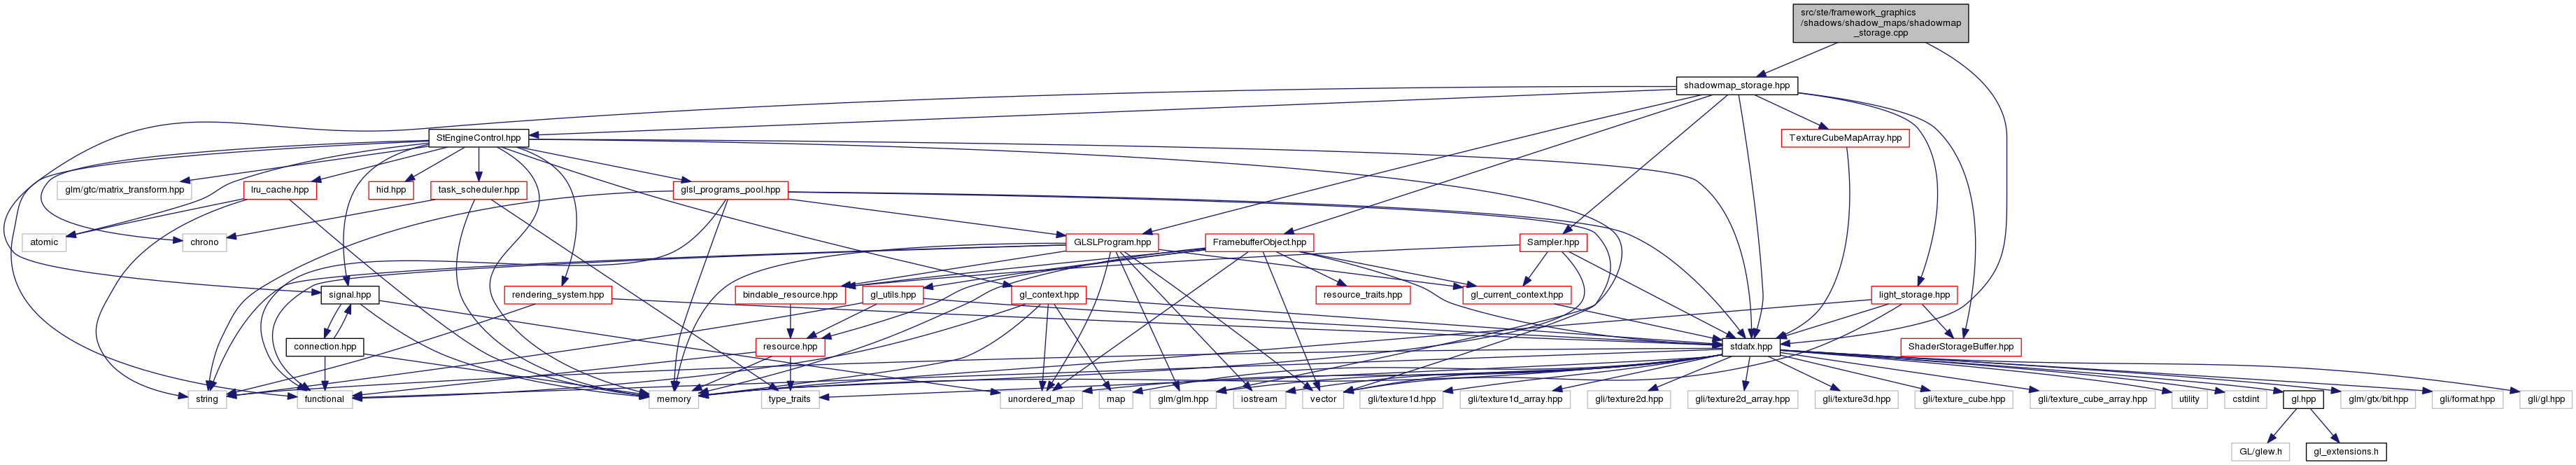 src/ste/framework_graphics
/shadows/shadow_maps/shadowmap
_storage.cpp
shadowmap_storage.hpp
StEngineControl.hpp
TextureCubeMapArray.hpp
glm/gtc/matrix_transform.hpp
lru_cache.hpp
hid.hpp
task_scheduler.hpp
glsl_programs_pool.hpp
atomic
chrono
GLSLProgram.hpp
FramebufferObject.hpp
Sampler.hpp
signal.hpp
rendering_system.hpp
bindable_resource.hpp
gl_utils.hpp
gl_context.hpp
resource_traits.hpp
gl_current_context.hpp
light_storage.hpp
connection.hpp
resource.hpp
stdafx.hpp
ShaderStorageBuffer.hpp
string
functional
memory
type_traits
unordered_map
map
glm/glm.hpp
iostream
vector
gli/texture1d.hpp
gli/texture1d_array.hpp
gli/texture2d.hpp
gli/texture2d_array.hpp
gli/texture3d.hpp
gli/texture_cube.hpp
gli/texture_cube_array.hpp
utility
cstdint
gl.hpp
glm/gtx/bit.hpp
gli/format.hpp
gli/gl.hpp
GL/glew.h
gl_extensions.h